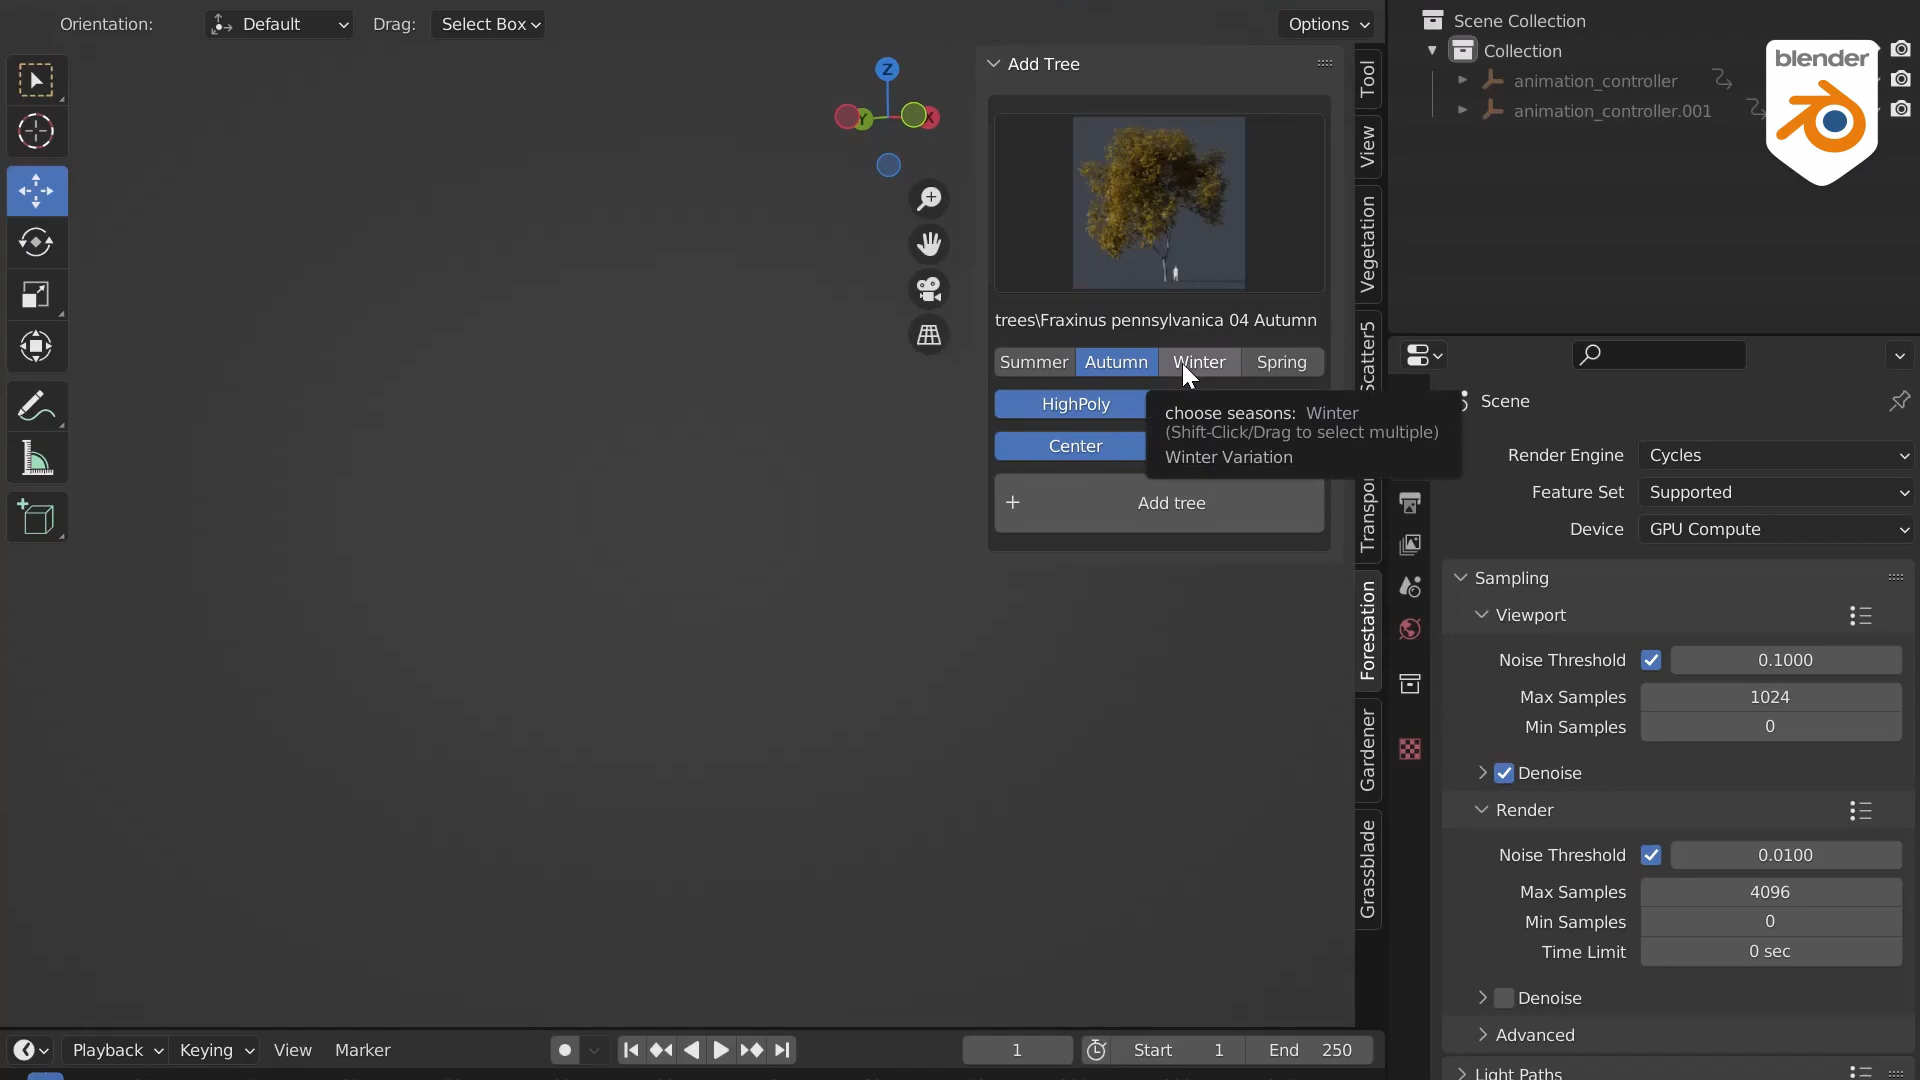 Orientation: Default Drag: Select Box Options
Scene Collection
Collection
animation_controller
animation_controller.001
blender
Add Tree
Z
Y
X
trees\Fraxinus pennsylvanica 04 Autumn
Summer Autumn Winter Spring
HighPoly
Center
choose seasons: Winter
(Shift-Click/Drag to select multiple)
Winter Variation
Add tree
Tool
View
Vegetation
Scatter5
Transpor
Forestation
Gardener
Grassblade
Scene
Render Engine Cycles
Feature Set Supported
Device GPU Compute
Sampling
Viewport
Noise Threshold 0.1000
Max Samples 1024
Min Samples 0
Denoise
Render
Noise Threshold 0.0100
Max Samples 4096
Min Samples 0
Time Limit 0 sec
Denoise
Advanced
Light Paths
Playback Keying View Marker 1 Start 1 End 250